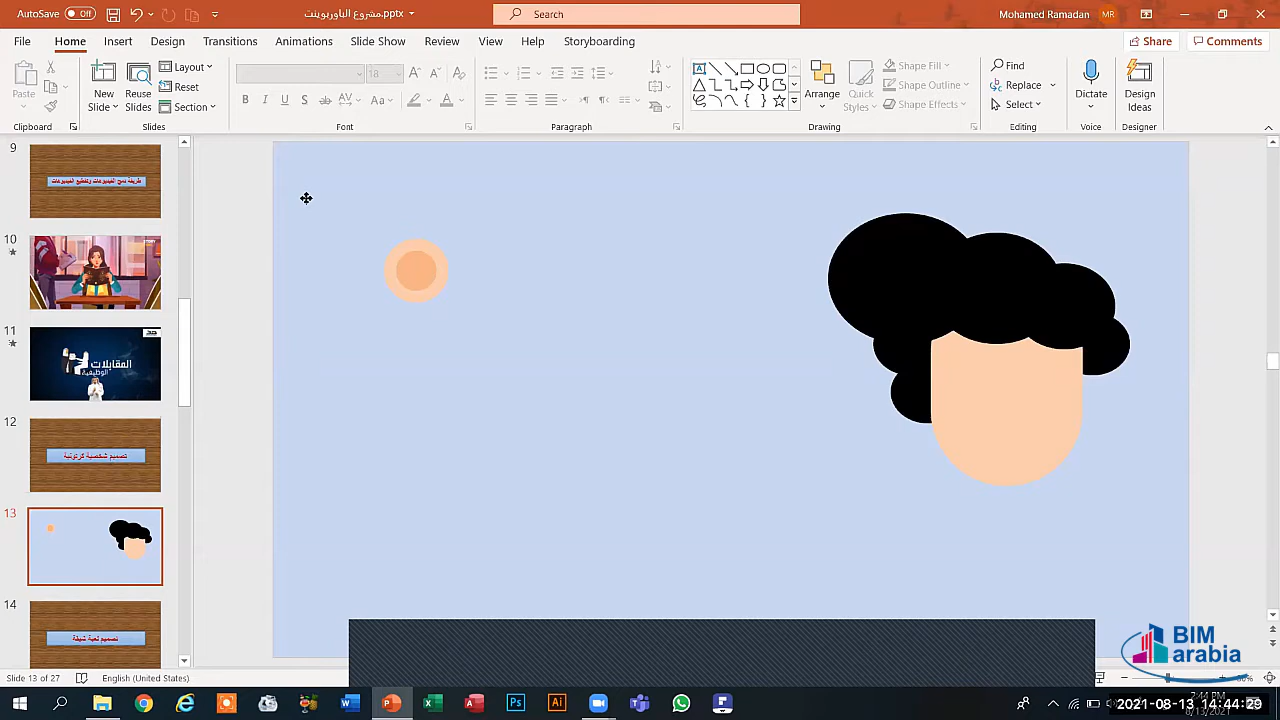 AutoSave Off مشروع الباوربوينت.pptx Search Mohamed Ramadan MR
File Home Insert Design Transitions Animations Slide Show Review View Help Storyboarding Share Comments
Paste New Slide Reuse Slides Layout Reset Section 18 Arrange Quick Styles Shape Fill Shape Outline Shape Effects Find Replace Select Dictate Design Ideas
Clipboard Slides Font Paragraph Drawing Editing Voice Designer
9
10
11
المقابلات
الوظيفية
12
تصميم شخصية كرتونية
13
14
BIM
arabia
Slide 13 of 27 English (United States)
2021-08-13 14:44:29